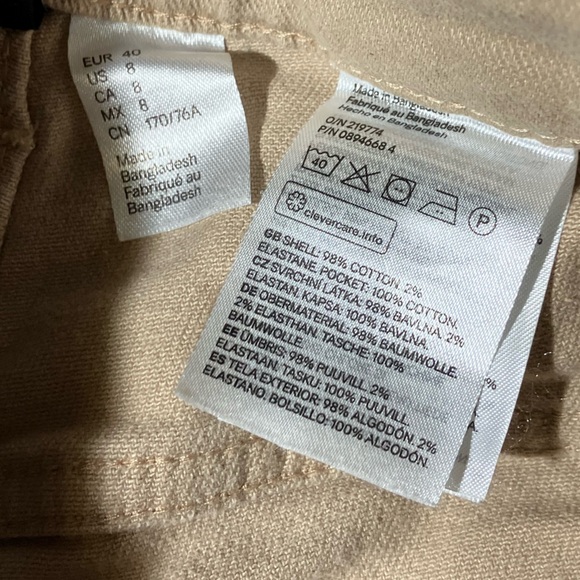 EUR 40
US 8
CA 8
MX 8
CN 170/76A
Made in
Bangladesh
Fabriqué au
Bangladesh
Made in Bangladesh
Fabriqué au Bangladesh
Hecho en Bangladesh
O/N 219774
P/N 0894668 4
40
P
clevercare.info
GB SHELL: 98% COTTON. 2%
ELASTANE. POCKET: 100% COTTON.
CZ SVRCHNÍ LÁTKA: 98% BAVLNA. 2%
ELASTAN. KAPSA: 100% BAVLNA.
DE OBERMATERIAL: 98% BAUMWOLLE.
2% ELASTHAN. TASCHE: 100%
BAUMWOLLE
EE ÜMBRIS: 98% PUUVILL. 2%
ELASTAAN. TASKU: 100% PUUVILL.
ES TELA EXTERIOR: 98% ALGODÓN. 2%
ELASTANO. BOLSILLO: 100% ALGODÓN.